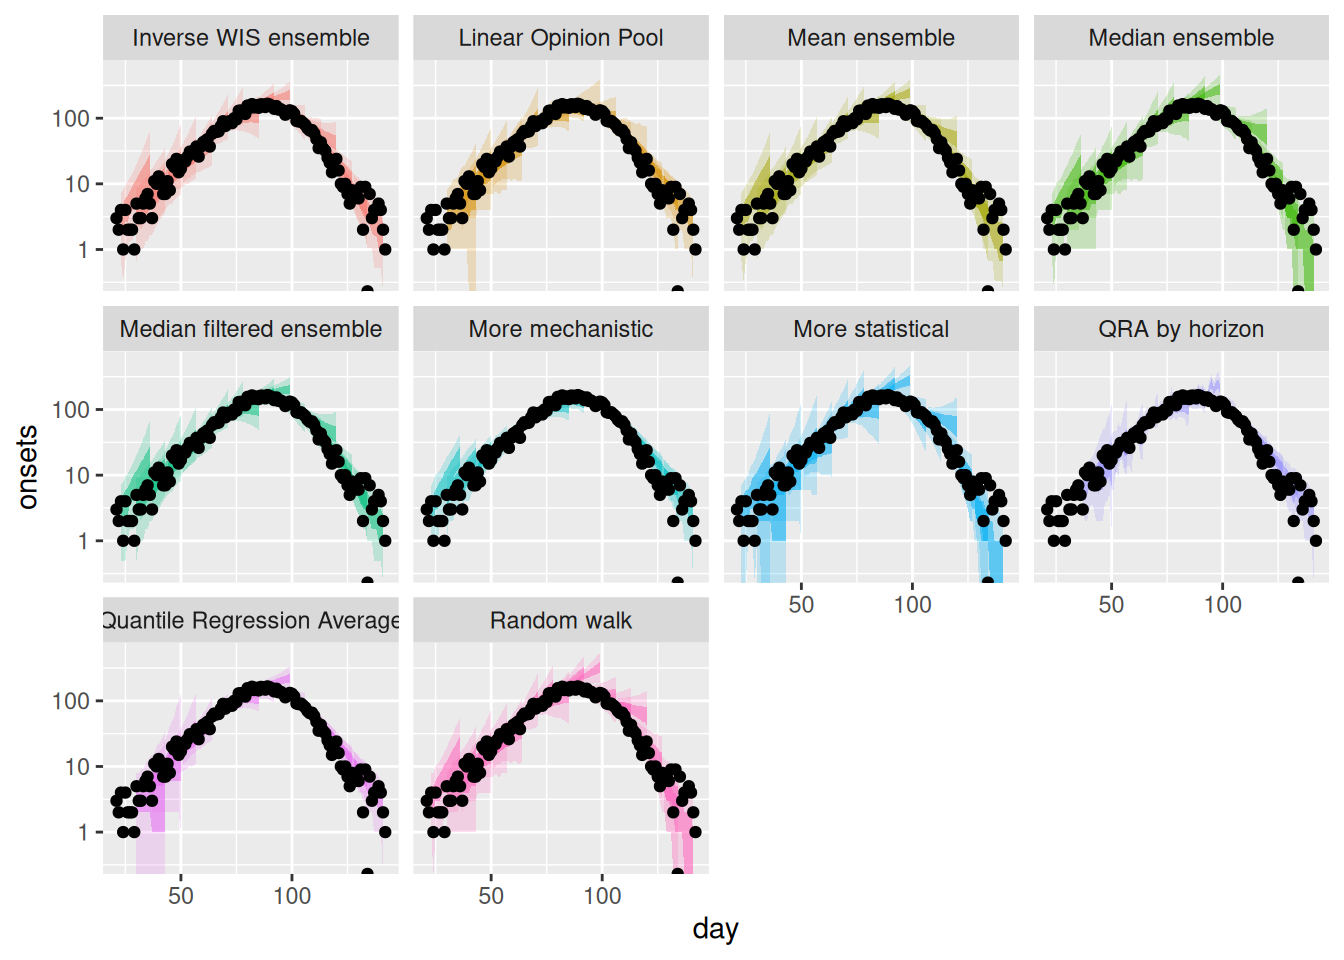 Inverse WIS ensemble
Linear Opinion Pool
Mean ensemble
Median ensemble
100
10
1
Median filtered ensemble
More mechanistic
More statistical
QRA by horizon
100
10
1
50
100
50
100
Quantile Regression Average
Random walk
100
10
1
50
100
50
100
onsets
day